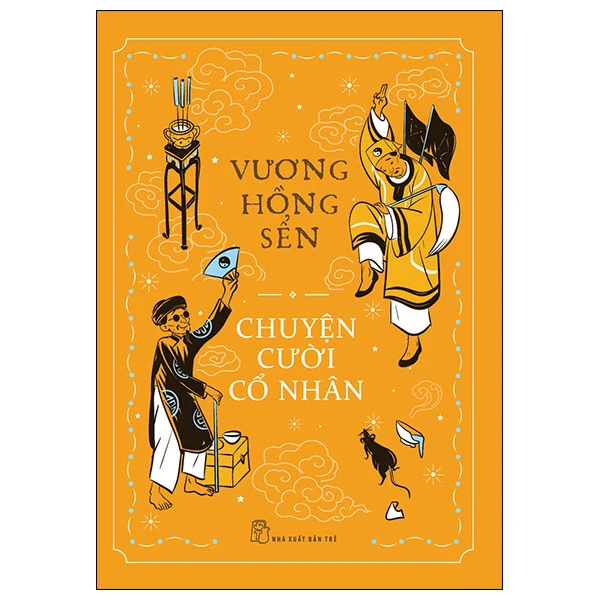 VƯƠNG
HỒNG
SỂN
CHUYỆN
CƯỜI
CỔ NHÂN
NHÀ XUẤT BẢN TRẺ